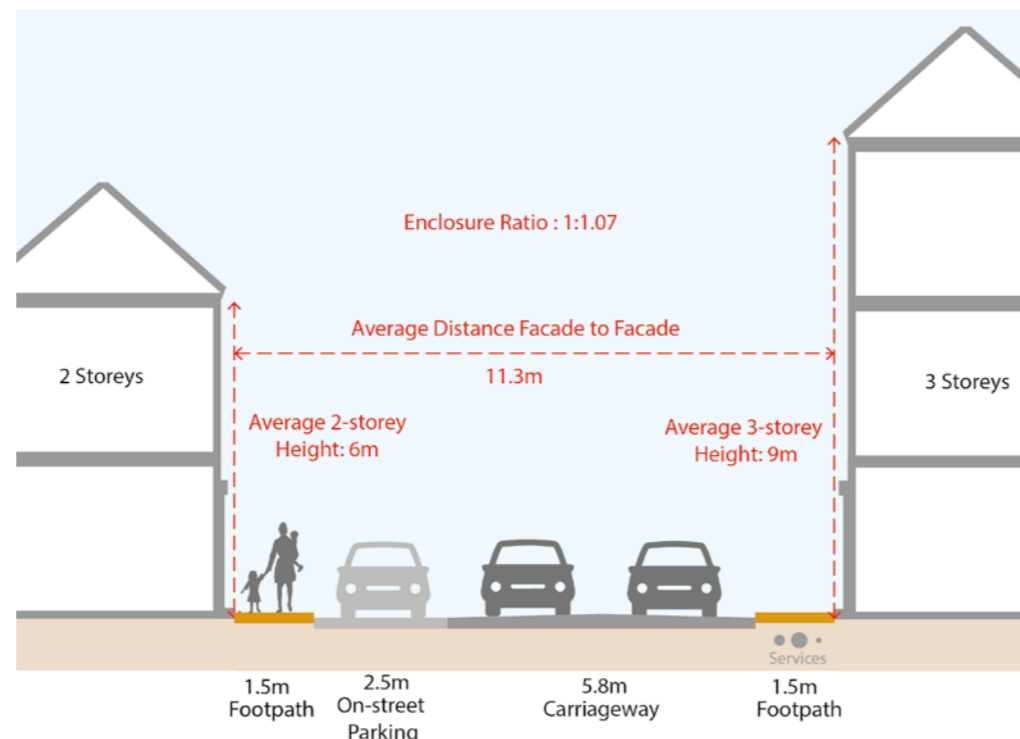 Enclosure Ratio : 1:1.07
Average Distance Facade to Facade
11.3m
2 Storeys
3 Storeys
Average 2-storey
Height: 6m
Average 3-storey
Height: 9m
Services
1.5m
Footpath
2.5m
On-street
Parking
5.8m
Carriageway
1.5m
Footpath